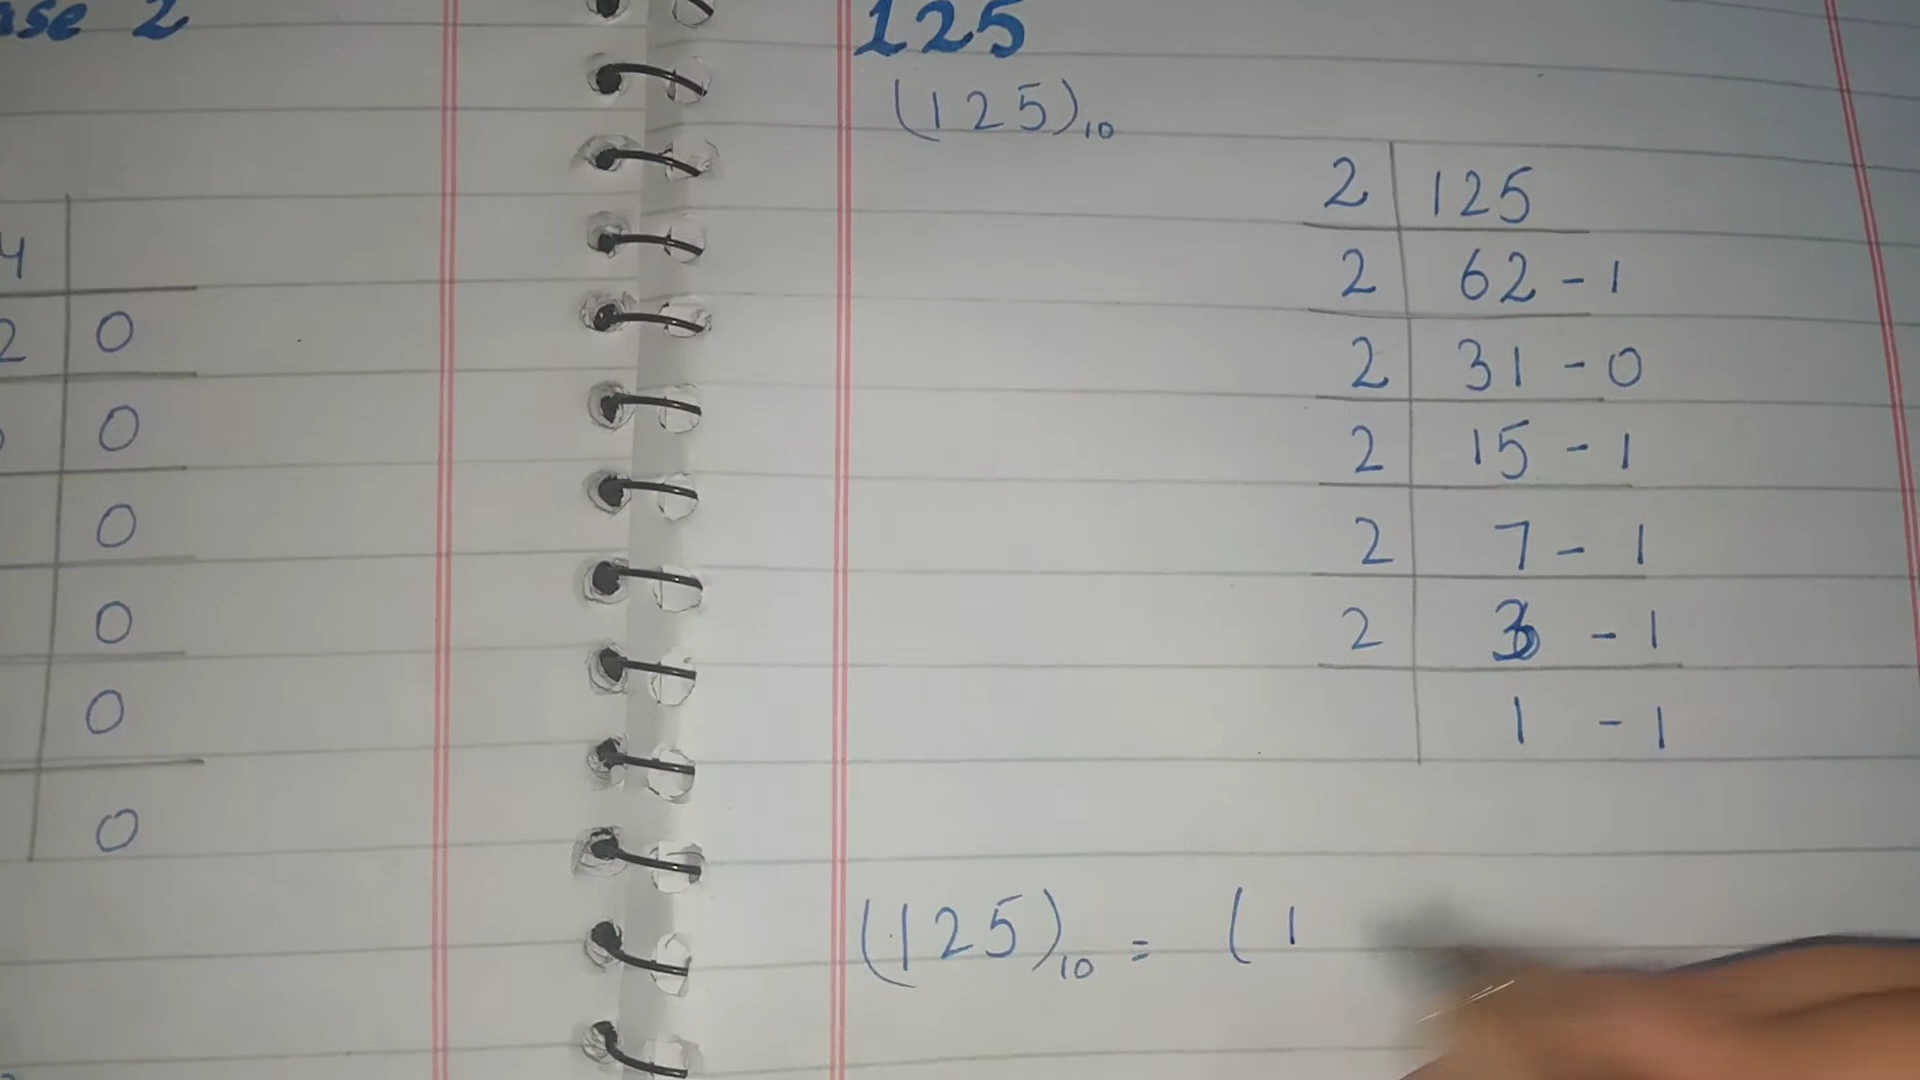 2
4
2 0
0
0
0
0
0
125
(125)10
2 125
2 62 - 1
2 31 - 0
2 15 - 1
2 7 - 1
2 3 - 1
1 - 1
(125)10 = ( 1